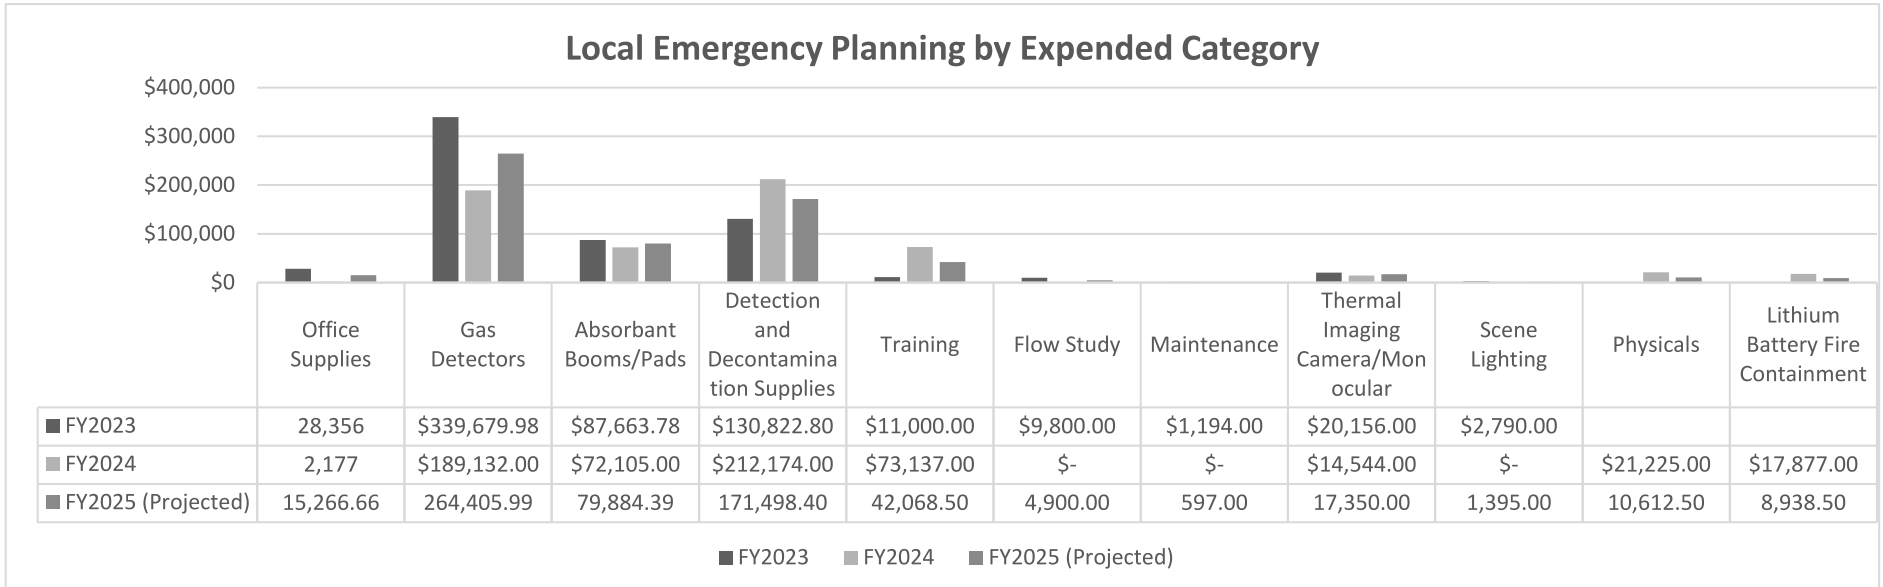 Local Emergency Planning by Expended Category
$400,000
$300,000
$200,000
$100,000
$0
Office
Supplies
Gas
Detectors
Absorbant
Booms/Pads
Detection
and
Decontamina
tion Supplies
Training
Flow Study
Maintenance
Thermal
Imaging
Camera/Mon
ocular
Scene
Lighting
Physicals
Lithium
Battery Fire
Containment
FY2023 28,356 $339,679.98 $87,663.78 $130,822.80 $11,000.00 $9,800.00 $1,194.00 $20,156.00 $2,790.00
FY2024 2,177 $189,132.00 $72,105.00 $212,174.00 $73,137.00 $- $- $14,544.00 $- $21,225.00 $17,877.00
FY2025 (Projected) 15,266.66 264,405.99 79,884.39 171,498.40 42,068.50 4,900.00 597.00 17,350.00 1,395.00 10,612.50 8,938.50
FY2023 FY2024 FY2025 (Projected)